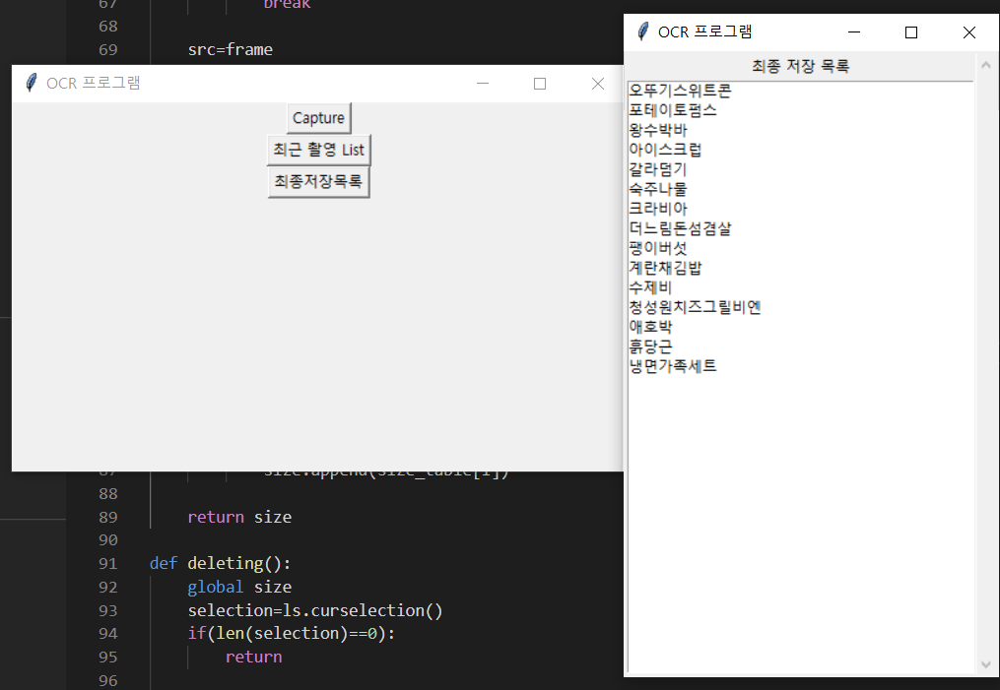 67 break
68
69 src=frame
OCR 프로그램
Capture
최근 촬영 List
최종저장목록
OCR 프로그램
최종 저장 목록
오뚜기스위트콘
포테이토펌스
왕수박바
아이스크럽
갈라덤기
숙주나물
크라비아
더느림돈섬겸살
팽이버섯
계란채김밥
수제비
청성원치즈그릴비엔
애호박
흙당근
냉면가족세트
87 size.append(size_table[i])
88
89 return size
90
91 def deleting():
92 global size
93 selection=ls.curselection()
94 if(len(selection)==0):
95 return
96